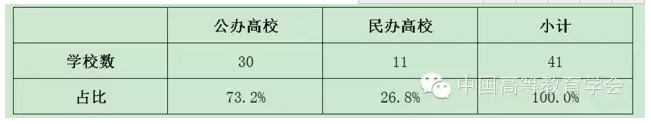 公办高校 民办高校 小计
学校数 30 11 41
占比 73.2% 26.8% 100.0%
中国高等教育学会